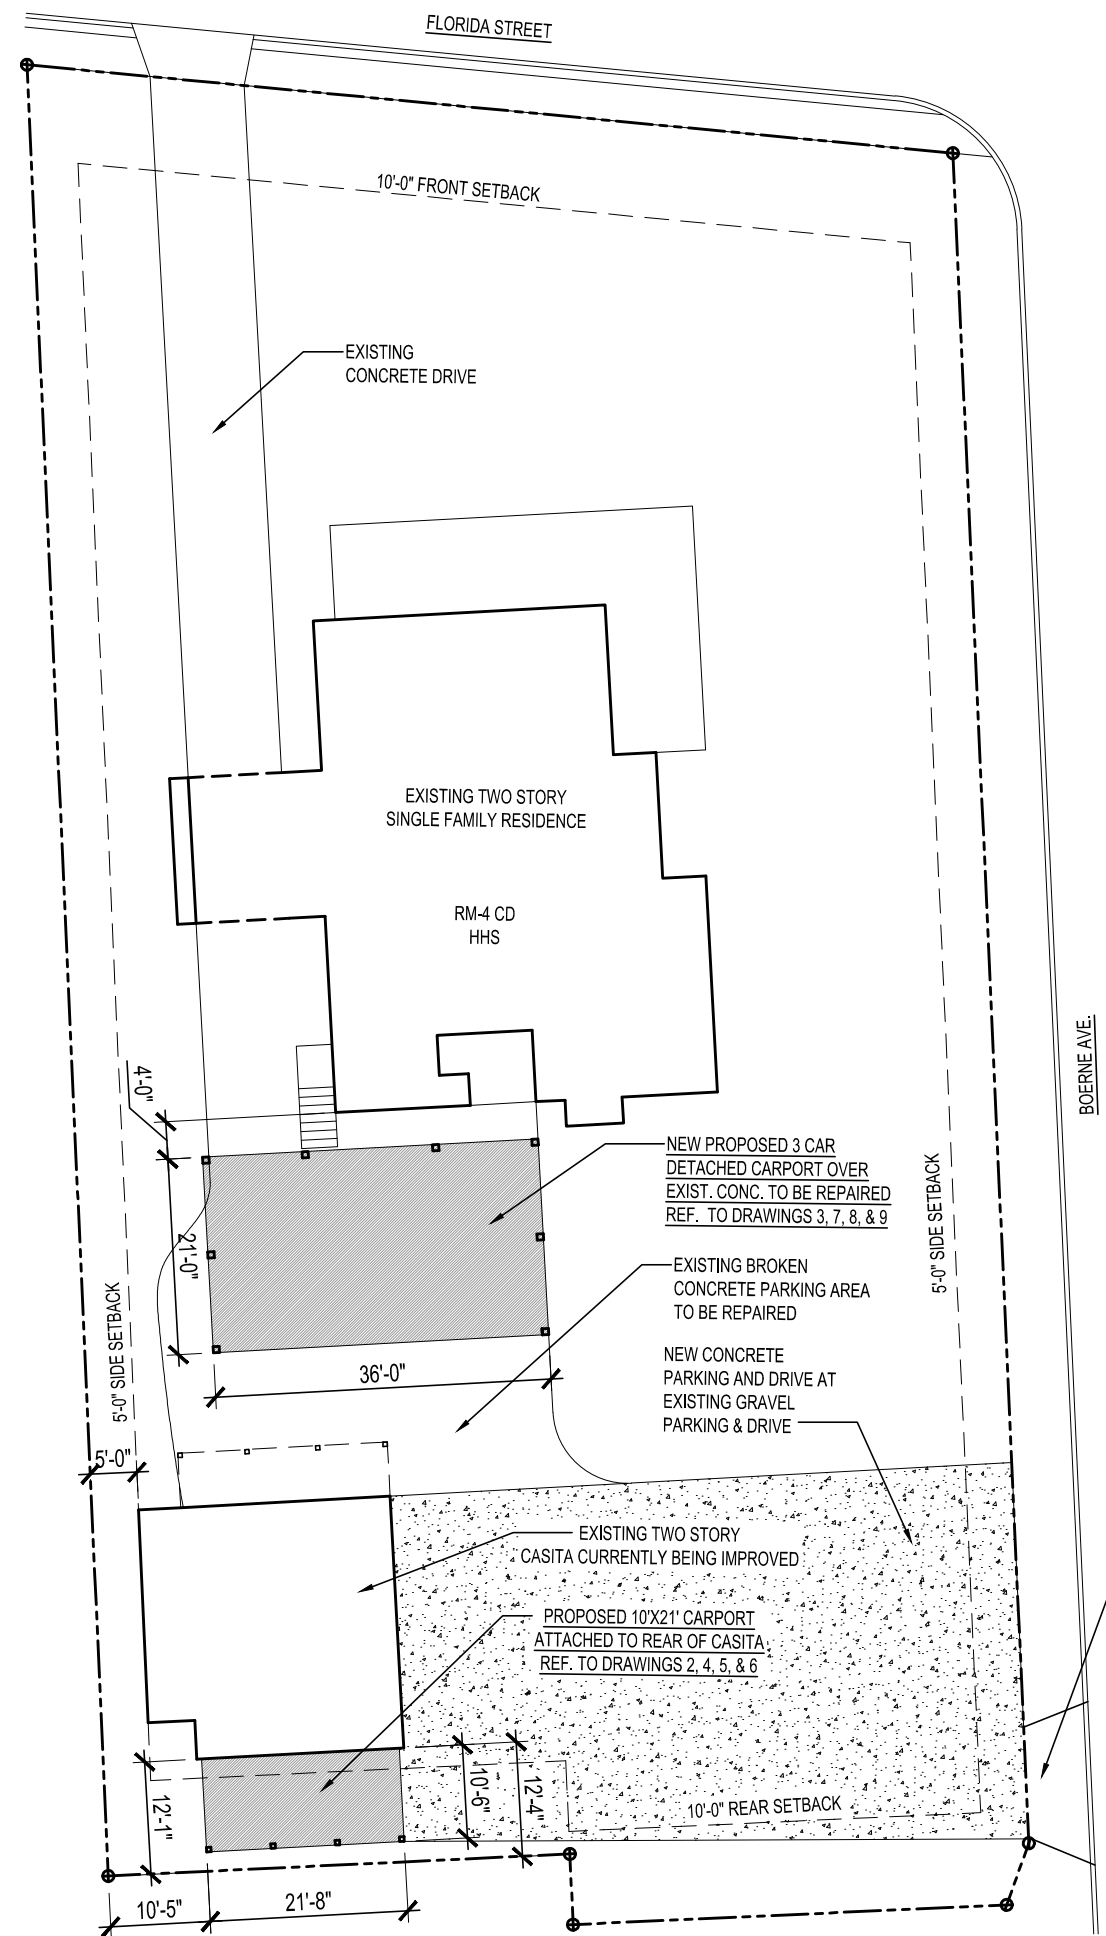 FLORIDA STREET
10'-0" FRONT SETBACK
EXISTING
CONCRETE DRIVE
EXISTING TWO STORY
SINGLE FAMILY RESIDENCE
RM-4 CD
HHS
BOERNE AVE.
4'-0"
NEW PROPOSED 3 CAR
DETACHED CARPORT OVER
EXIST. CONC. TO BE REPAIRED
REF. TO DRAWINGS 3, 7, 8, & 9
5'-0" SIDE SETBACK
21'-0"
EXISTING BROKEN
CONCRETE PARKING AREA
TO BE REPAIRED
5'-0" SIDE SETBACK
NEW CONCRETE
PARKING AND DRIVE AT
EXISTING GRAVEL
PARKING & DRIVE
36'-0"
5'-0"
EXISTING TWO STORY
CASITA CURRENTLY BEING IMPROVED
PROPOSED 10'X21' CARPORT
ATTACHED TO REAR OF CASITA
REF. TO DRAWINGS 2, 4, 5, & 6
12'-1"
10'-6"
12'-4"
10'-0" REAR SETBACK
10'-5"
21'-8"